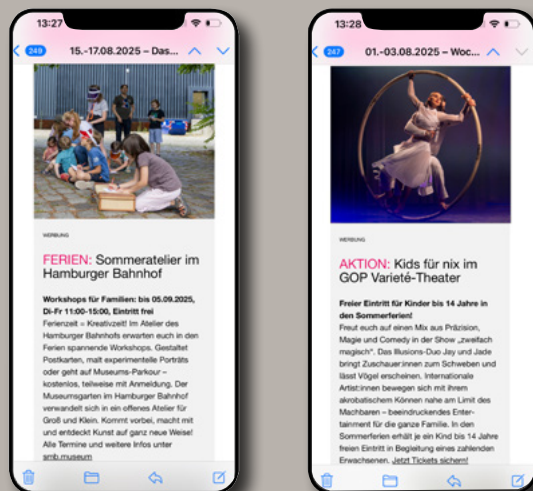 13:27
249
15.-17.08.2025 – Das...
WERBUNG
FERIEN: Sommeratelier im
Hamburger Bahnhof
Workshops für Familien: bis 05.09.2025,
Di-Fr 11:00-15:00, Eintritt frei
Ferienzeit = Kreativzeit! Im Atelier des
Hamburger Bahnhofs erwarten euch in den
Ferien spannende Workshops. Gestaltet
Postkarten, malt experimentelle Porträts
oder geht auf Museums-Parkour –
kostenlos, teilweise mit Anmeldung. Der
Museumsgarten im Hamburger Bahnhof
verwandelt sich in ein offenes Atelier für
Groß und Klein. Kommt vorbei, macht mit
und entdeckt Kunst auf ganz neue Weise!
Alle Termine und weitere Infos unter
smb.museum
13:28
247
01.-03.08.2025 – Woc...
WERBUNG
AKTION: Kids für nix im
GOP Varieté-Theater
Freier Eintritt für Kinder bis 14 Jahre in
den Sommerferien!
Freut euch auf einen Mix aus Präzision,
Magie und Comedy in der Show „zweifach
magisch“. Das Illusions-Duo Jay und Jade
bringt Zuschauer:innen zum Schweben und
lässt Vögel erscheinen. Internationale
Artist:innen bewegen sich mit ihrem
akrobatischem Können nahe am Limit des
Machbaren – beeindruckendes Enter-
tainment für die ganze Familie. In den
Sommerferien erhält je ein Kind bis 14 Jahre
freien Eintritt in Begleitung eines zahlenden
Erwachsenen. Jetzt Tickets sichern!